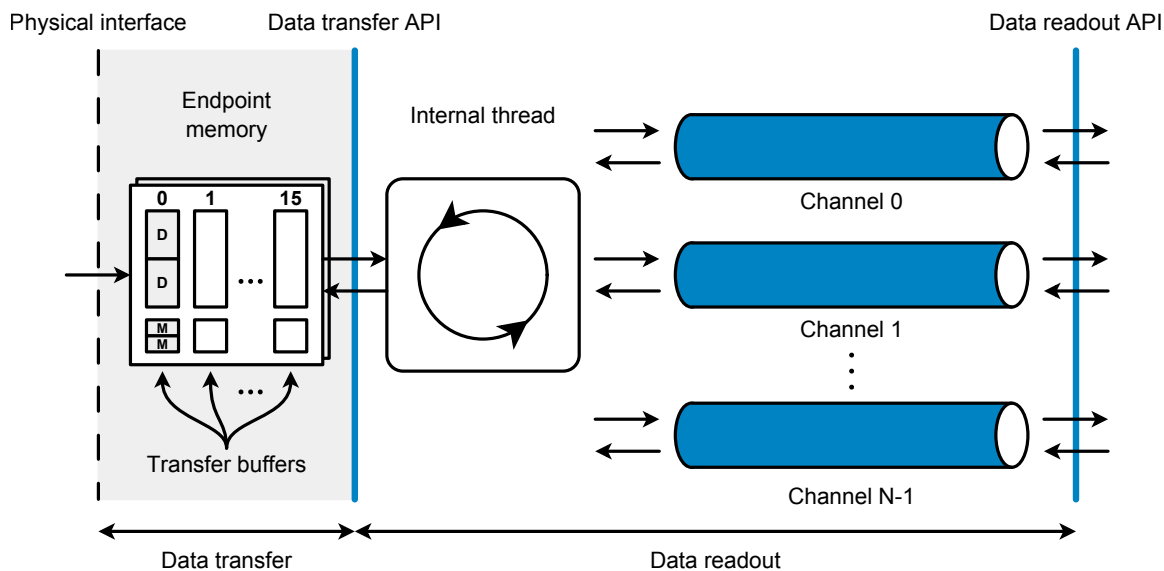 Physical interface
Data transfer API
Data readout API
Endpoint
memory
Internal thread
0 1 15
D
D
...
M
M
...
Transfer buffers
Channel 0
Channel 1
Channel N-1
Data transfer
Data readout